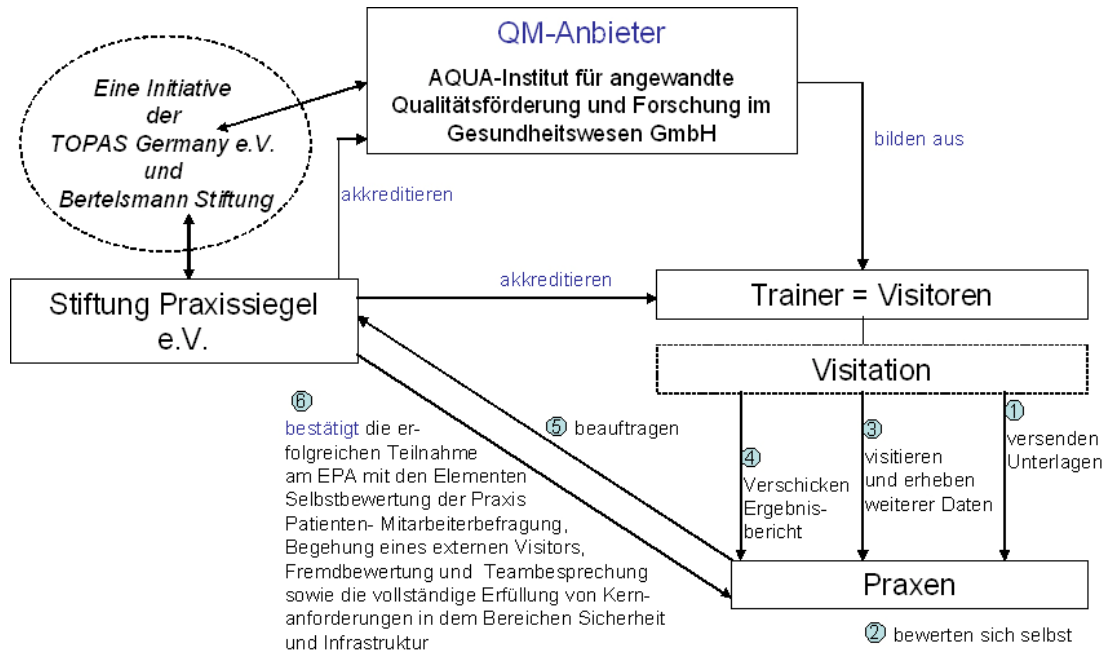 QM-Anbieter
AQUA-Institut für angewandte
Qualitätsförderung und Forschung im
Gesundheitswesen GmbH
Eine Initiative
der
TOPAS Germany e.V.
und
Bertelsmann Stiftung
bilden aus
akkreditieren
akkreditieren
Stiftung Praxissiegel
e.V.
Trainer = Visitoren
Visitation
6
bestätigt die er-
folgreichen Teilnahme
am EPA mit den Elementen
Selbstbewertung der Praxis
Patienten- Mitarbeiterbefragung,
Begehung eines externen Visitors,
Fremdbewertung und Teambesprechung
sowie die vollständige Erfüllung von Kern-
anforderungen in dem Bereichen Sicherheit
und Infrastruktur
5 beauftragen
4
Verschicken
Ergebnis-
bericht
3
visitieren
und erheben
weiterer Daten
1
versenden
Unterlagen
Praxen
2 bewerten sich selbst